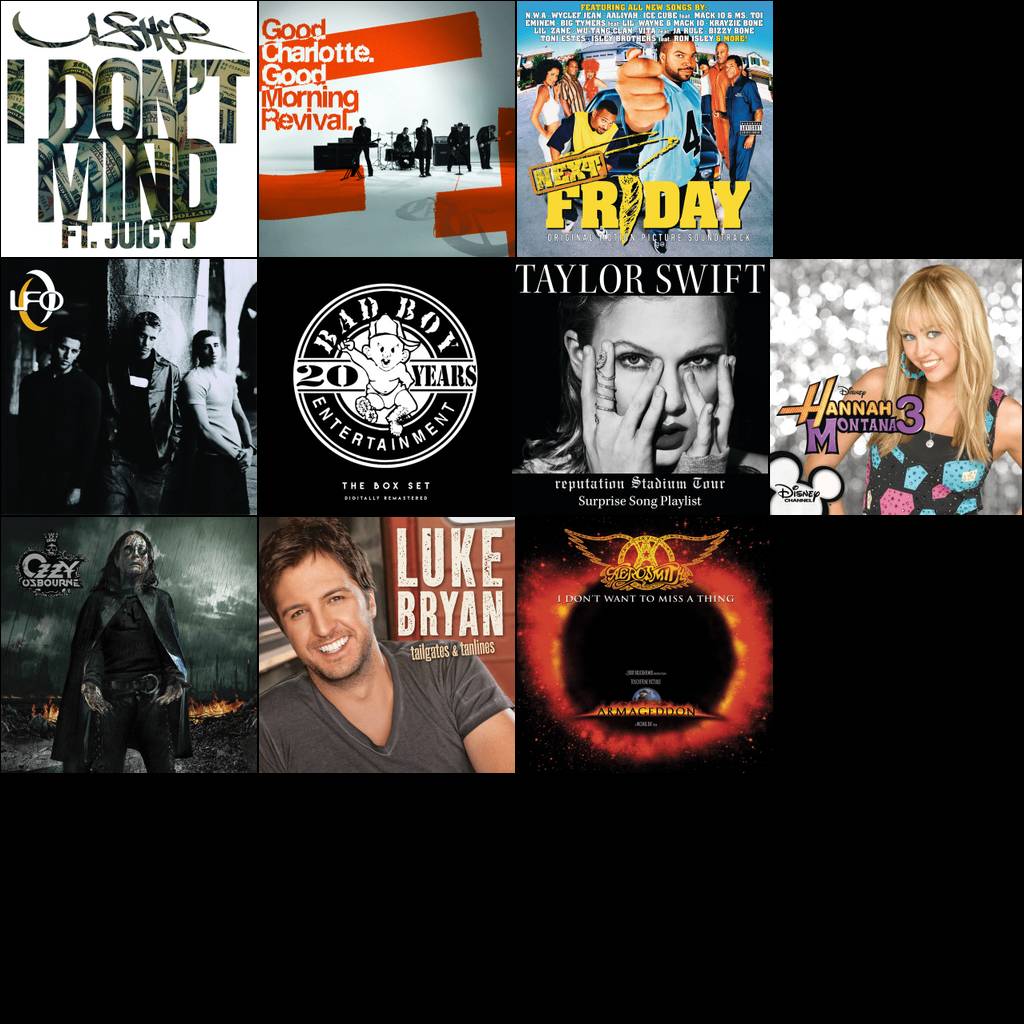 USHER
I DON'T
MIND
FT. JUICY J
Good
Charlotte.
Good
Morning
Revival.
FEATURING ALL NEW SONGS BY:
N.W.A · WYCLEF JEAN · AALIYAH · ICE CUBE feat. MACK 10 & MS. TOI
EMINEM · BIG TYMERS feat. LIL WAYNE & MACK 10 · KRAYZIE BONE
LIL ZANE · WU-TANG CLAN · VITA feat. JA RULE · BIZZY BONE
TONI ESTES · ISLEY BROTHERS feat. RON ISLEY & MORE!
4
NEXT
FRIDAY
ORIGINAL MOTION PICTURE SOUNDTRACK
LFO
BAD BOY
20 YEARS
ENTERTAINMENT
THE BOX SET
DIGITALLY REMASTERED
TAYLOR SWIFT
reputation Stadium Tour
Surprise Song Playlist
Disney
HANNAH
MONTANA 3
Disney
CHANNEL
OZZY
OSBOURNE
LUKE
BRYAN
tailgates & tanlines
AEROSMITH
I DON'T WANT TO MISS A THING
TOUCHSTONE PICTURES
ARMAGEDDON